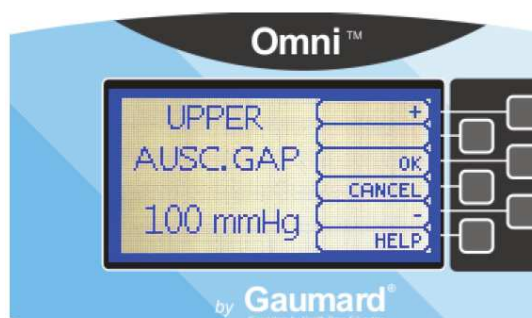 Omni™
UPPER
AUSC. GAP
100 mmHg
+
OK
CANCEL
-
HELP
by Gaumard®